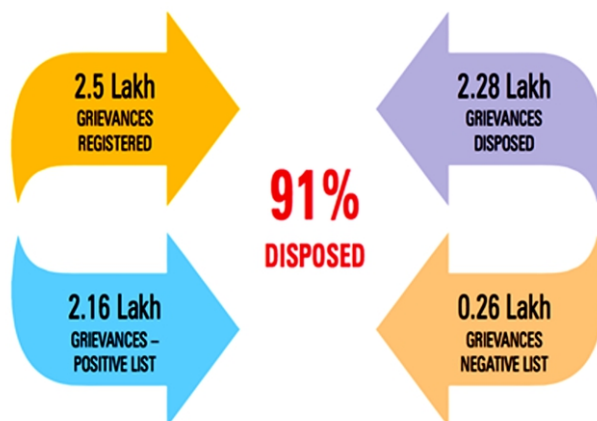 2.5 Lakh
GRIEVANCES
REGISTERED
2.28 Lakh
GRIEVANCES
DISPOSED
91%
DISPOSED
2.16 Lakh
GRIEVANCES –
POSITIVE LIST
0.26 Lakh
GRIEVANCES
NEGATIVE LIST